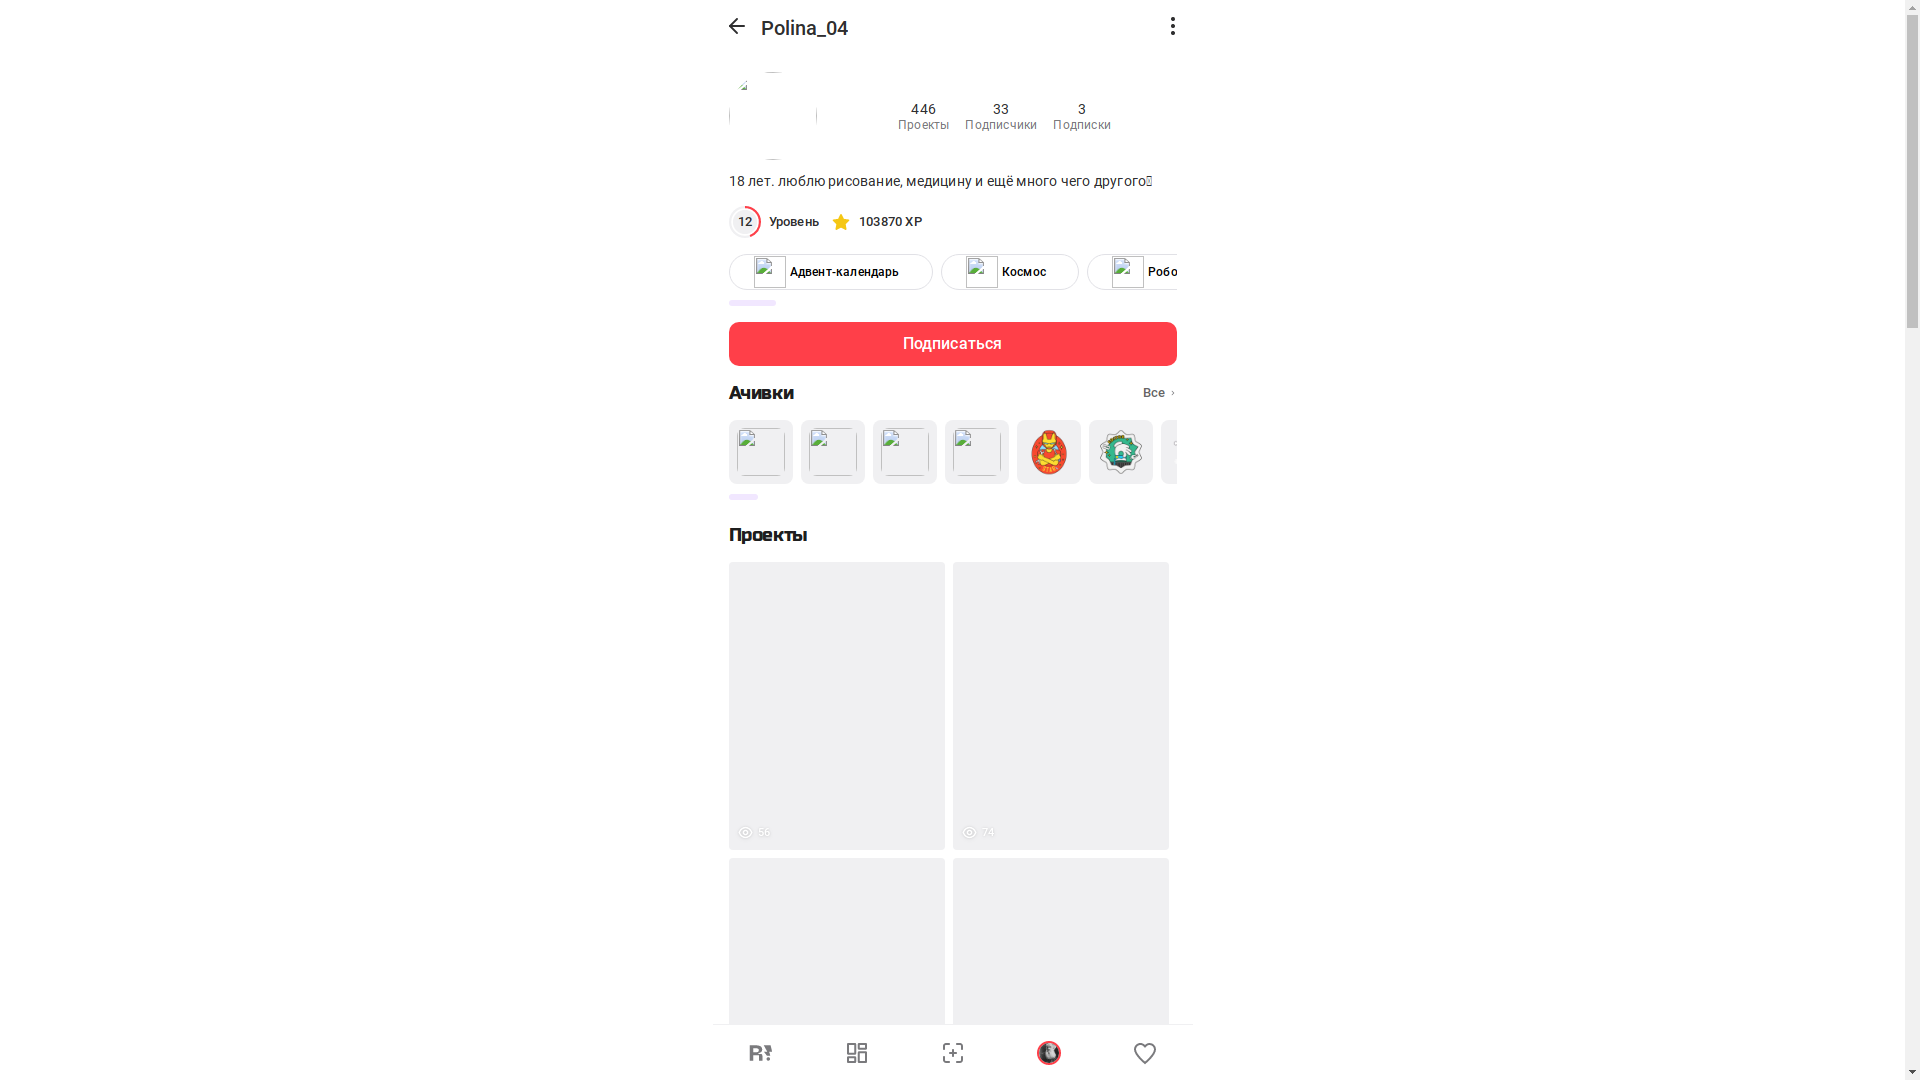 Polina_04
446
Проекты
33
Подписчики
3
Подписки
18 лет. люблю рисование, медицину и ещё много чего другого
12 Уровень 103870 XP
Адвент-календарь
Космос
Робо
Подписаться
Ачивки
Все
Проекты
56
74
R!